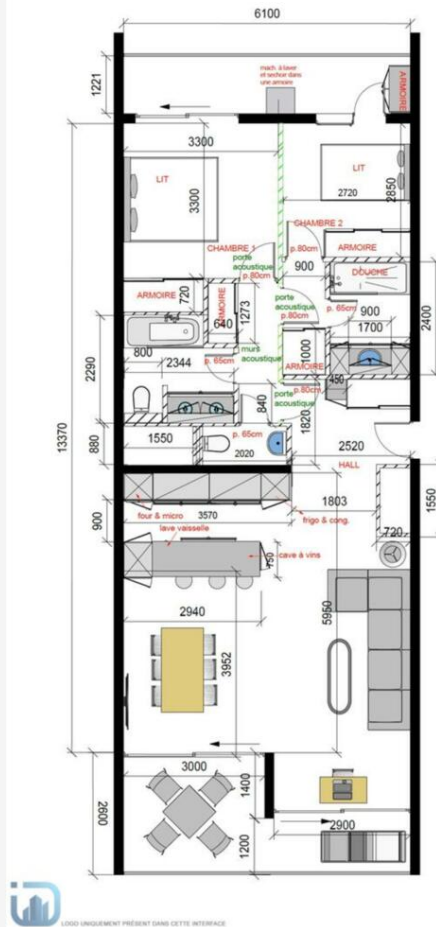 6100
1221
mach. à laver
et sechoir dans
une armoire
ARMOIRE
3300
LIT
3300
LIT
2720
2850
CHAMBRE 1
CHAMBRE 2
porte
acoustique
p.80cm
p.80cm
ARMOIRE
900
DOUCHE
ARMOIRE
720
ARMOIRE
640
1273
porte
acoustique
p.80cm
p. 65cm
900
1700
2400
800
2344
murs
acoustique
p. 65cm
1000
ARMOIRE
450
2290
13370
p.80cm
840
porte
acoustique
1820
880
1550
p. 65cm
2020
2520
HALL
1550
900
four & micro
3570
frigo & cong.
1803
lave vaisselle
720
cave à vins
750
2940
5950
3952
3000
1400
2600
1200
2900
iD
LOGO UNIQUEMENT PRÉSENT DANS CETTE INTERFACE